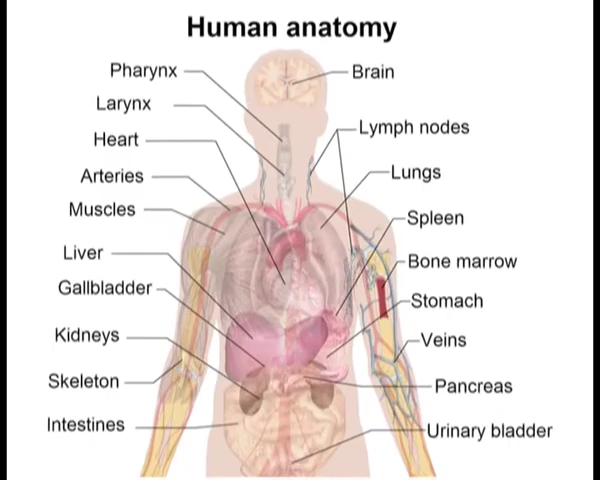 Human anatomy
Pharynx
Larynx
Heart
Arteries
Muscles
Liver
Gallbladder
Kidneys
Skeleton
Intestines
Brain
Lymph nodes
Lungs
Spleen
Bone marrow
Stomach
Veins
Pancreas
Urinary bladder